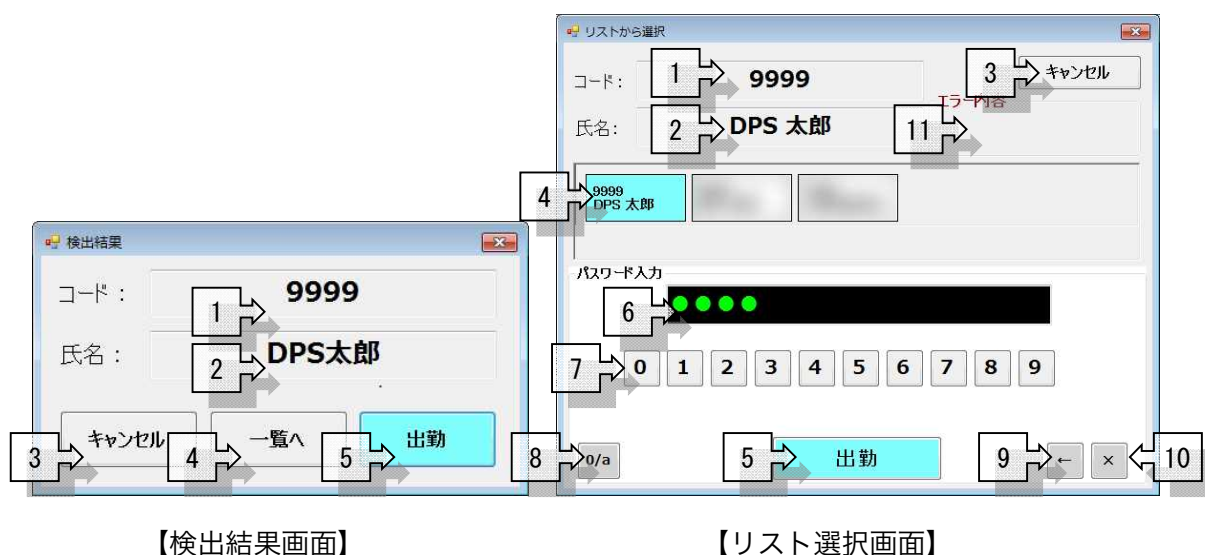 検出結果
コード :
1
9999
氏名 :
2
DPS太郎
3
キャンセル
4
一覧へ
5
出勤
【検出結果画面】
リストから選択
コード :
1
9999
3
キャンセル
エラー内容
氏名:
2
DPS 太郎
11
4
9999
DPS 太郎
パスワード入力
6
7
0 1 2 3 4 5 6 7 8 9
8
0/a
5
出勤
9
←
×
10
【リスト選択画面】